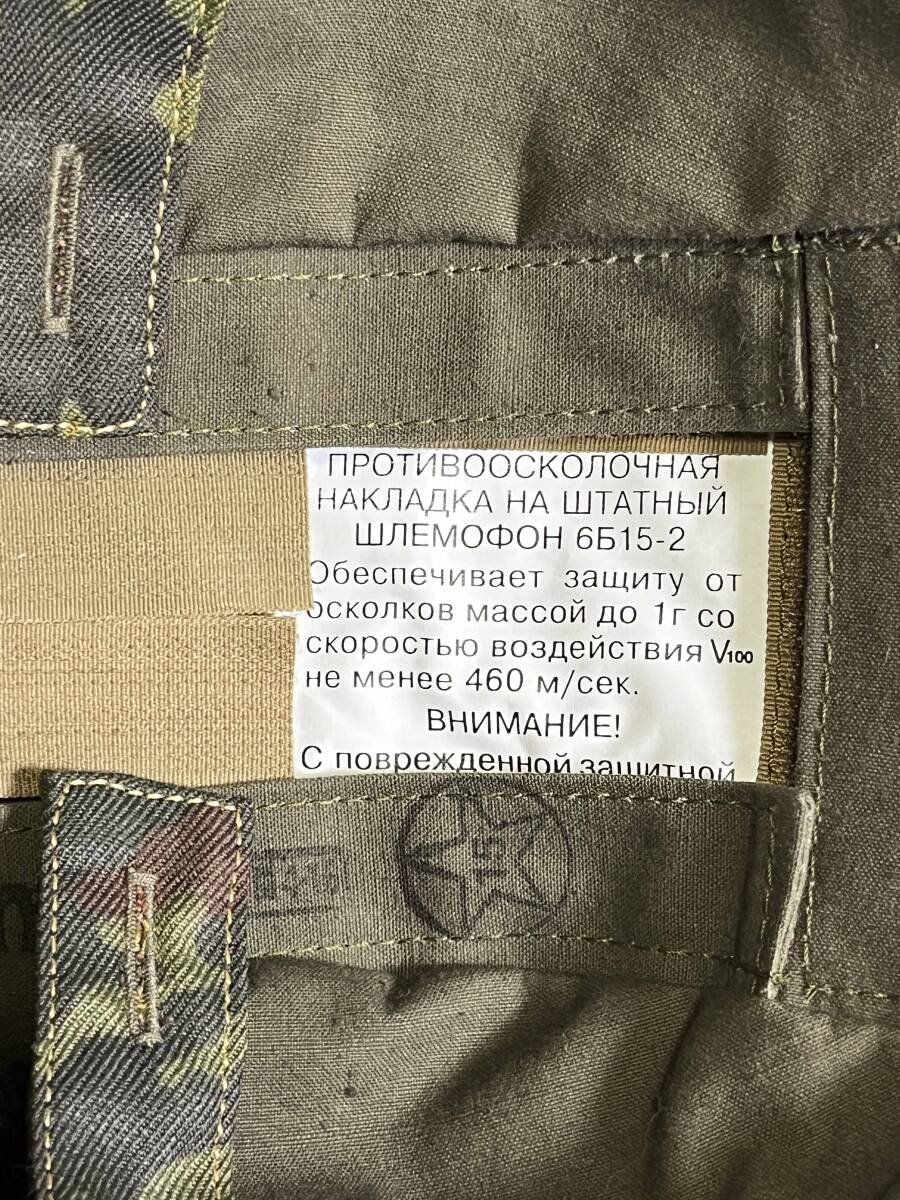 ПРОТИВООСКОЛОЧНАЯ
НАКЛАДКА НА ШТАТНЫЙ
ШЛЕМОФОН 6Б15-2
Обеспечивает защиту от
осколков массой до 1г со
скоростью воздействия V100
не менее 460 м/сек.
ВНИМАНИЕ!
С поврежденной защитной
15